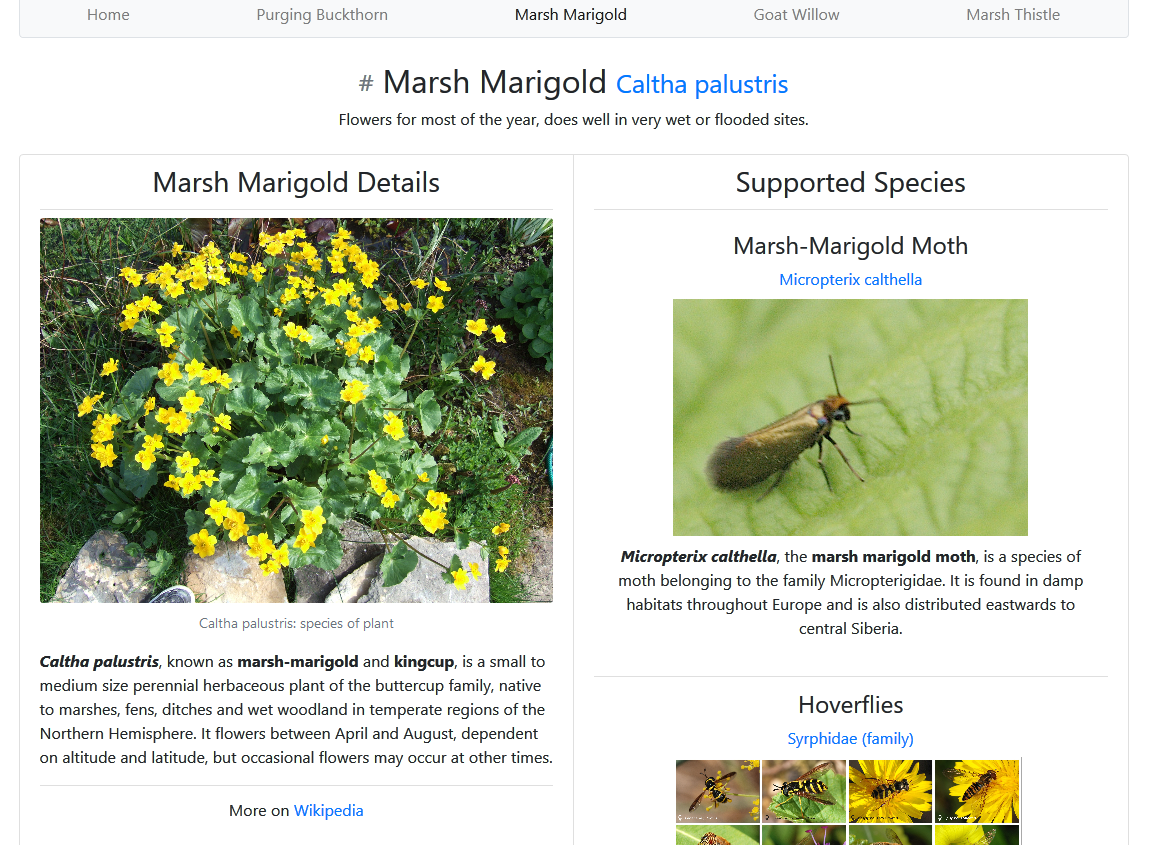 Home Purging Buckthorn Marsh Marigold Goat Willow Marsh Thistle
# Marsh Marigold Caltha palustris
Flowers for most of the year, does well in very wet or flooded sites.
Marsh Marigold Details
Caltha palustris: species of plant
Caltha palustris, known as marsh-marigold and kingcup, is a small to
medium size perennial herbaceous plant of the buttercup family, native
to marshes, fens, ditches and wet woodland in temperate regions of the
Northern Hemisphere. It flowers between April and August, dependent
on altitude and latitude, but occasional flowers may occur at other times.
More on Wikipedia
Supported Species
Marsh-Marigold Moth
Micropterix calthella
Micropterix calthella, the marsh marigold moth, is a species of
moth belonging to the family Micropterigidae. It is found in damp
habitats throughout Europe and is also distributed eastwards to
central Siberia.
Hoverflies
Syrphidae (family)